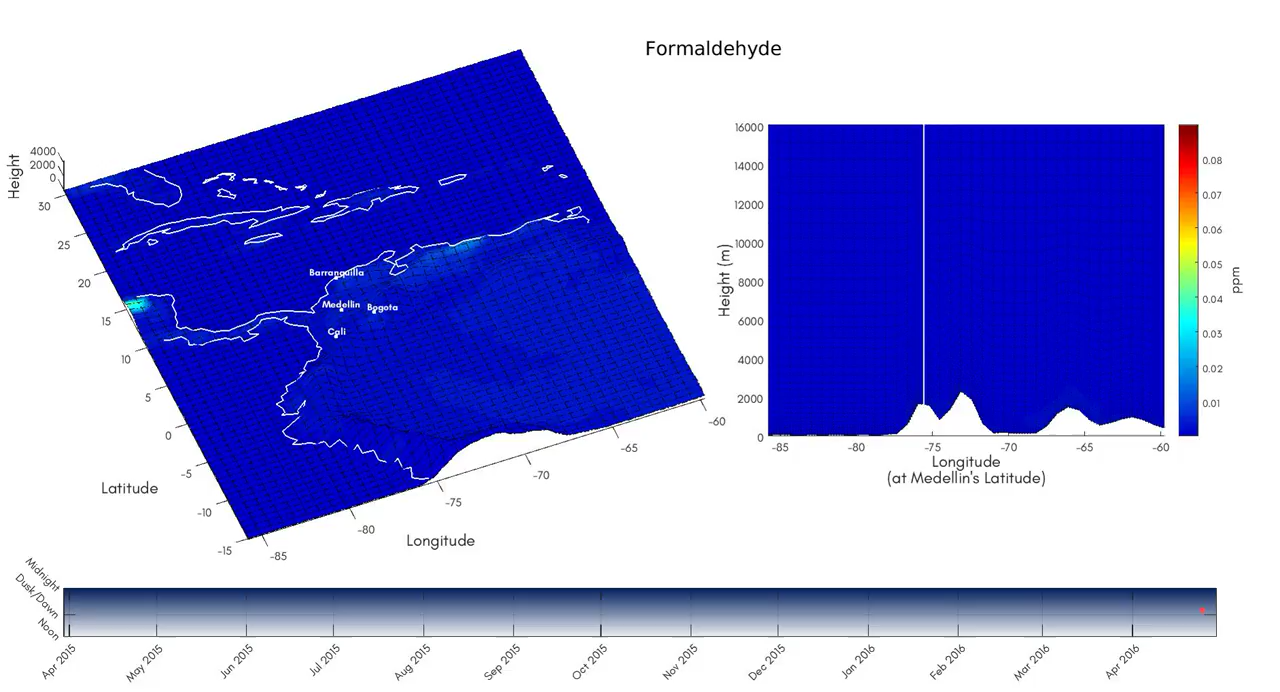 Formaldehyde
Height
4000
2000
0
30
25
20
15
10
5
0
-5
-10
-15
Latitude
Barranquilla
Medellin
Bogota
Cali
-85
-80
-75
-70
-65
-60
Longitude
Height (m)
16000
14000
12000
10000
8000
6000
4000
2000
0
-85
-80
-75
-70
-65
-60
Longitude
(at Medellin's Latitude)
0.08
0.07
0.06
0.05
0.04
0.03
0.02
0.01
ppm
Midnight
Dusk/Dawn
Noon
Apr 2015
May 2015
Jun 2015
Jul 2015
Aug 2015
Sep 2015
Oct 2015
Nov 2015
Dec 2015
Jan 2016
Feb 2016
Mar 2016
Apr 2016